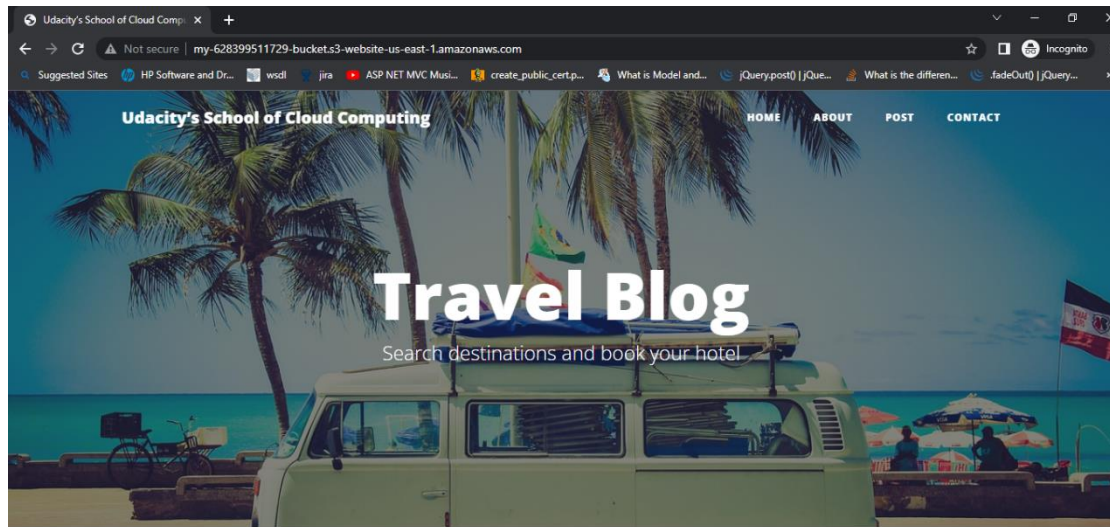 Udacity's School of Cloud Compu
Not secure | my-628399511729-bucket.s3-website-us-east-1.amazonaws.com
Incognito
Suggested Sites HP Software and Dr... wsdl jira ASP NET MVC Musi... create_public_cert.p... What is Model and... jQuery.post() | jQue... What is the differen... .fadeOut() | jQuery...
Udacity's School of Cloud Computing HOME ABOUT POST CONTACT
Travel Blog
Search destinations and book your hotel